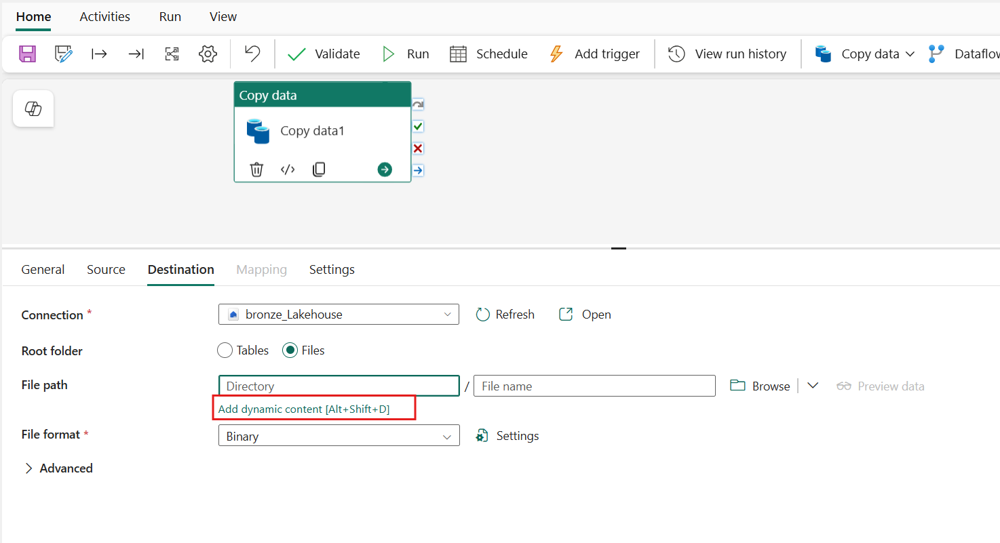 Home Activities Run View
Validate Run Schedule Add trigger View run history Copy data Dataflow
Copy data
Copy data1
General Source Destination Mapping Settings
Connection * bronze_Lakehouse Refresh Open
Root folder Tables Files
File path Directory / File name Browse Preview data
Add dynamic content [Alt+Shift+D]
File format * Binary Settings
Advanced